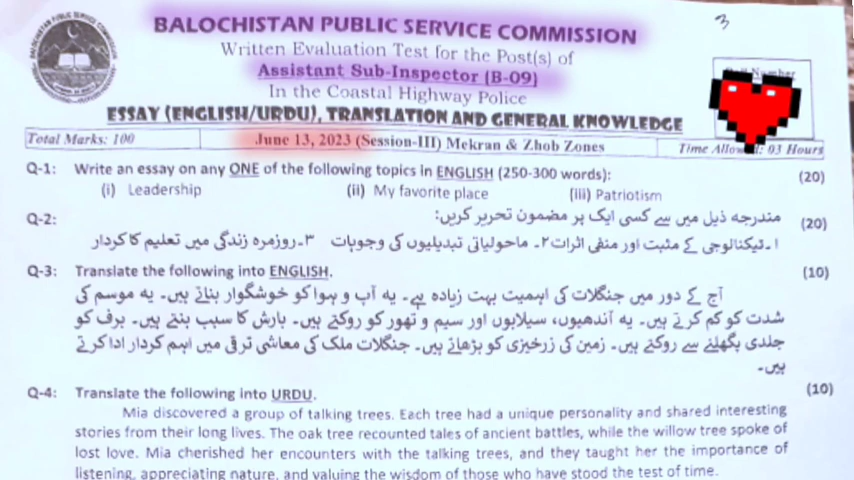 3
BALOCHISTAN PUBLIC SERVICE COMMISSION
Written Evaluation Test for the Post(s) of
Assistant Sub-Inspector (B-09)
In the Coastal Highway Police
ESSAY (ENGLISH/URDU), TRANSLATION AND GENERAL KNOWLEDGE
Total Marks: 100 June 13, 2023 (Session-III) Mekran & Zhob Zones Time 03 Hours
Q-1: Write an essay on any ONE of the following topics in ENGLISH (250-300 words): (20)
(i) Leadership (ii) My favorite place (iii) Patriotism
Q-2: مندرجہ ذیل میں سے کسی ایک پر مضمون تحریر کریں: (20)
۱۔ٹیکنالوجی کے مثبت اور منفی اثرات ۲۔ ماحولیاتی تبدیلیوں کی وجوہات ۳۔روزمرہ زندگی میں تعلیم کا کردار
Q-3: Translate the following into ENGLISH. (10)
آج کے دور میں جنگلات کی اہمیت بہت زیادہ ہے۔ یہ آب و ہوا کو خوشگوار بناتے ہیں۔ یہ موسم کی
شدت کو کم کرتے ہیں۔ یہ آندھیوں، سیلابوں اور سیم و تھور کو روکتے ہیں۔ بارش کا سبب بنتے ہیں۔ برف کو
جلدی پگھلنے سے روکتے ہیں۔ زمین کی زرخیزی کو بڑھاتے ہیں۔ جنگلات ملک کی معاشی ترقی میں اہم کردار ادا کرتے
ہیں۔
Q-4: Translate the following into URDU. (10)
Mia discovered a group of talking trees. Each tree had a unique personality and shared interesting
stories from their long lives. The oak tree recounted tales of ancient battles, while the willow tree spoke of
lost love. Mia cherished her encounters with the talking trees, and they taught her the importance of
listening, appreciating nature, and valuing the wisdom of those who have stood the test of time.